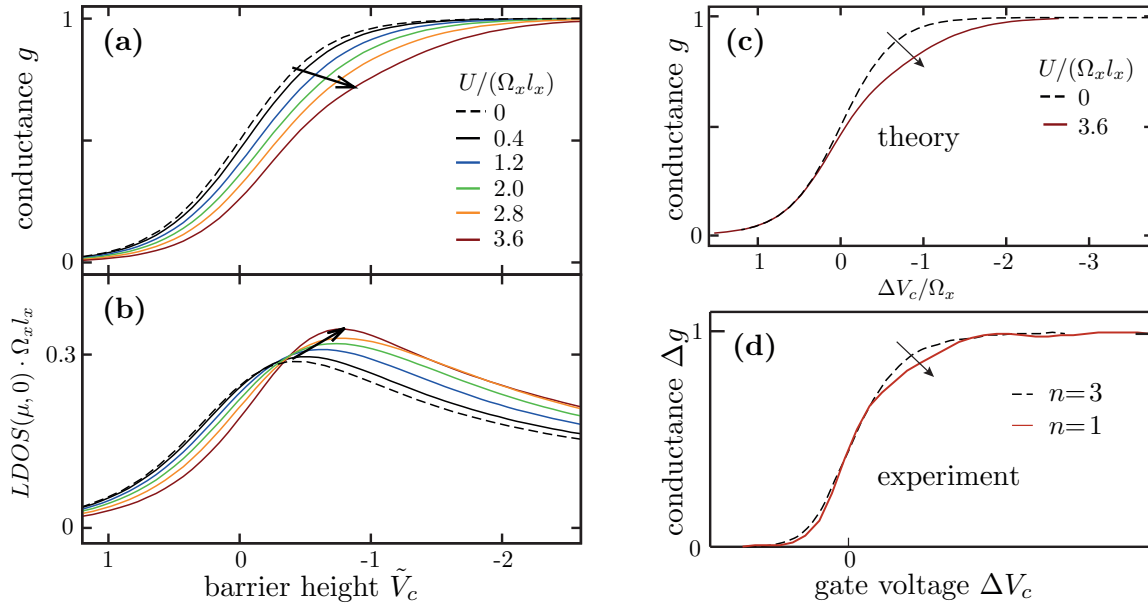 (a)
conductance g
1
0
U/(Ω_x l_x)
0
0.4
1.2
2.0
2.8
3.6
(b)
LDOS(μ, 0) · Ω_x l_x
0.3
0
1 0 -1 -2
barrier height Ṽ_c
(c)
conductance g
1
0
U/(Ω_x l_x)
0
3.6
theory
1 0 -1 -2 -3
ΔV_c/Ω_x
(d)
conductance Δg
1
0
n=3
n=1
experiment
0
gate voltage ΔV_c